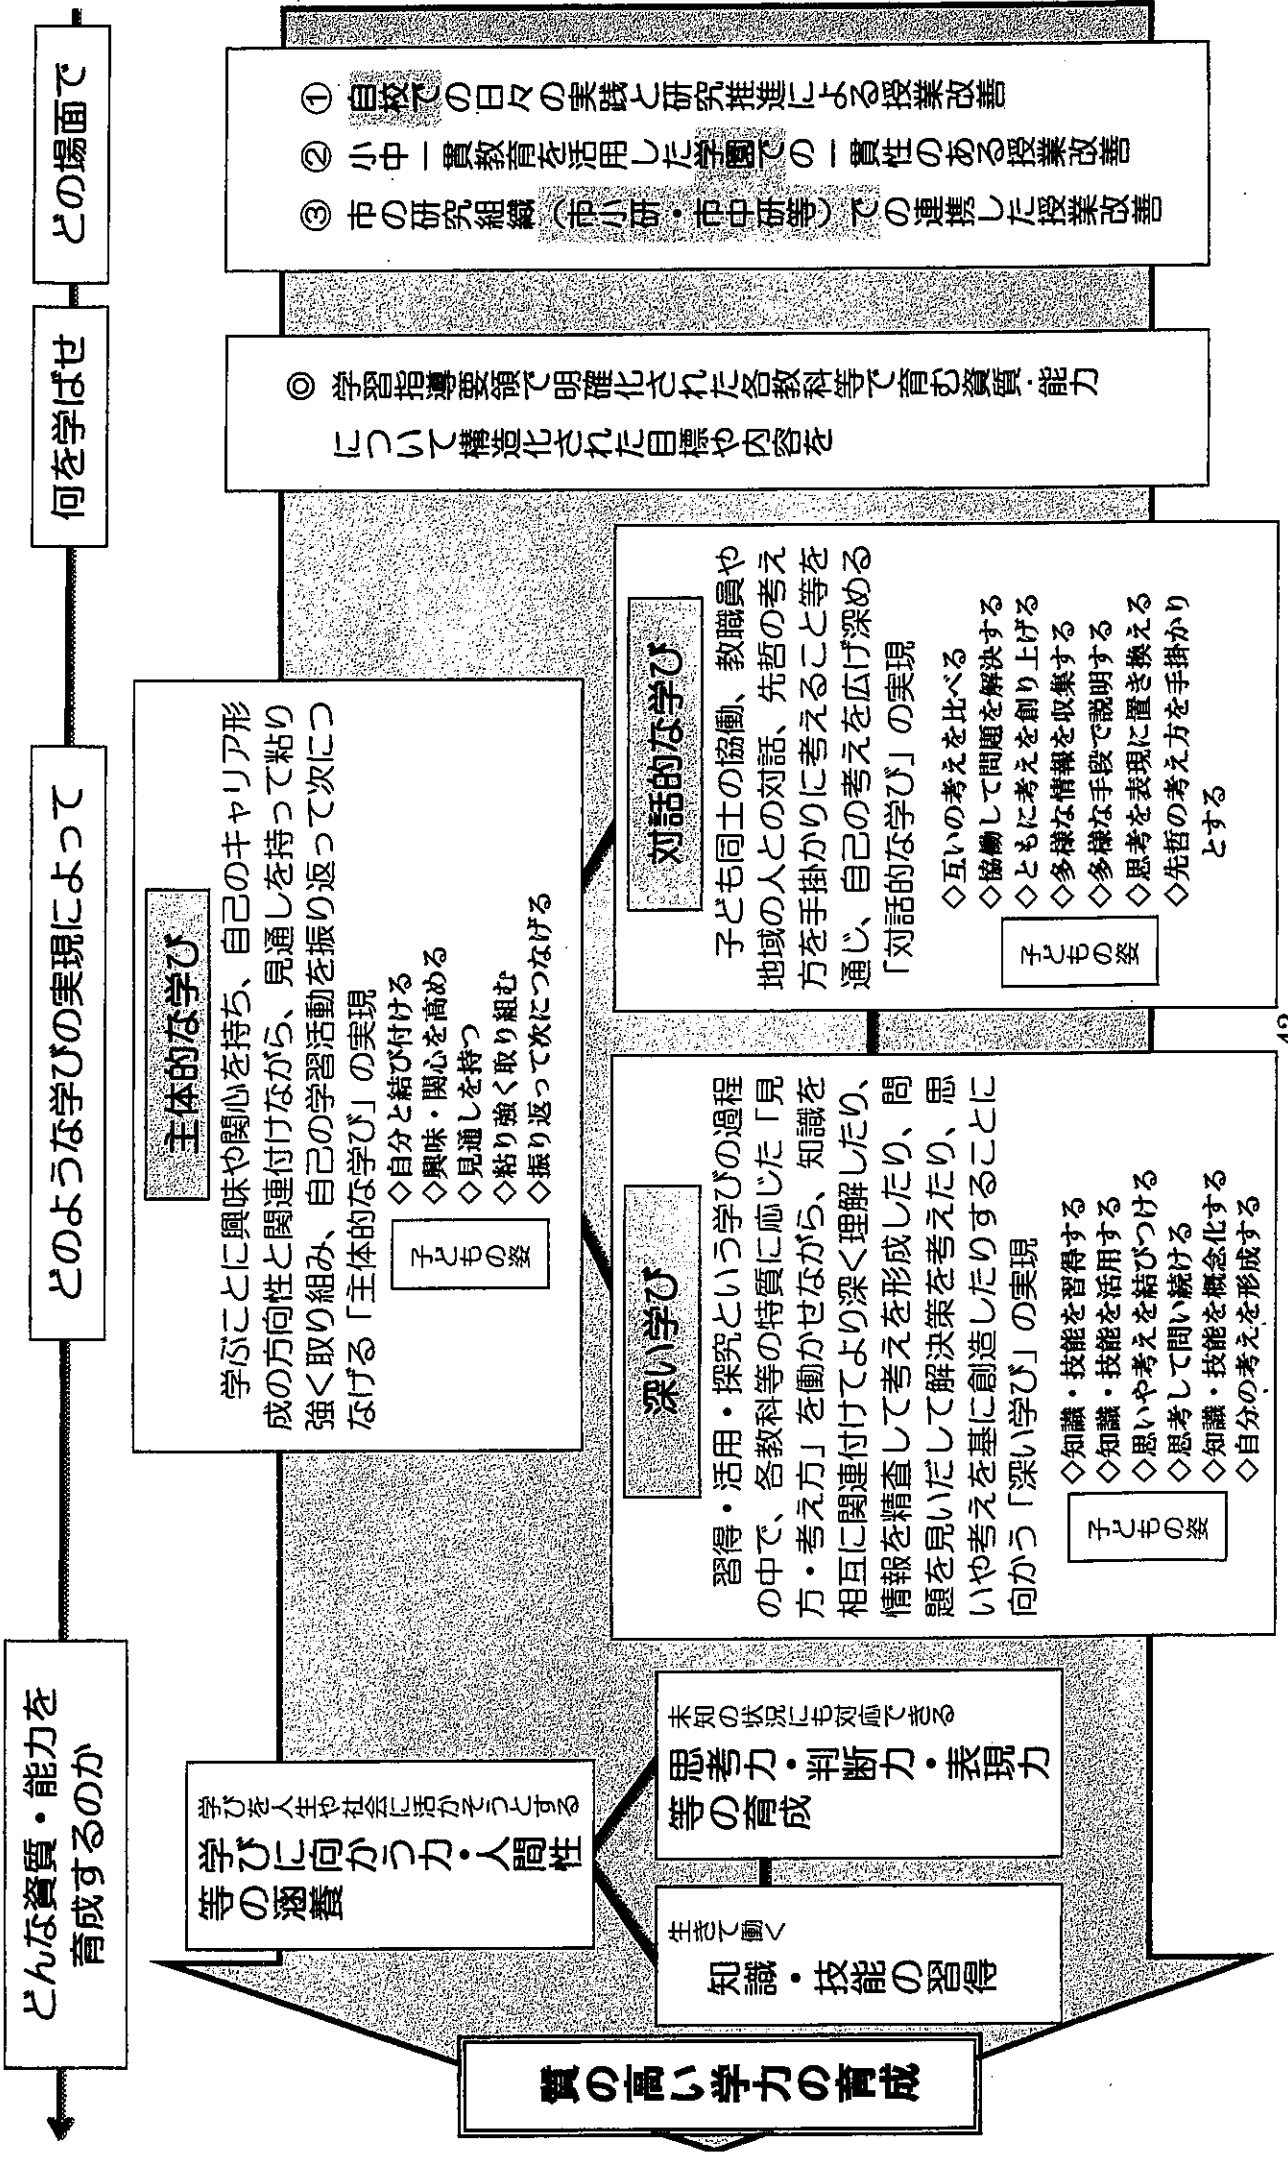 どんな資質・能力を
育成するのか
どのような学びの実現によって
何を学ばせ
どの場面で
質の高い学力の育成
学びを人生や社会に活かそうとする
学びに向かう力・人間性
等の涵養
生きて働く
知識・技能の習得
未知の状況にも対応できる
思考力・判断力・表現力
等の育成
主体的な学び
学ぶことに興味や関心を持ち、自己のキャリア形
成の方向性と関連付けながら、見通しを持って粘り
強く取り組み、自己の学習活動を振り返って次につ
なげる「主体的な学び」の実現
子どもの姿
◇自分と結び付ける
◇興味・関心を高める
◇見通しを持つ
◇粘り強く取り組む
◇振り返って次につなげる
深い学び
習得・活用・探究という学びの過程
の中で、各教科等の特質に応じた「見
方・考え方」を働かせながら、知識を
相互に関連付けてより深く理解したり、
情報を精査して考えを形成したり、問
題を見いだして解決策を考えたり、思
いや考えを基に創造したりすることに
向かう「深い学び」の実現
子どもの姿
◇知識・技能を習得する
◇知識・技能を活用する
◇思いや考えを結びつける
◇思考して問い続ける
◇知識・技能を概念化する
◇自分の考えを形成する
対話的な学び
子ども同士の協働、教職員や
地域の人との対話、先哲の考え
方を手掛かりに考えること等を
通じ、自己の考えを広げ深める
「対話的な学び」の実現
子どもの姿
◇互いの考えを比べる
◇協働して問題を解決する
◇ともに考えを創り上げる
◇多様な情報を収集する
◇多様な手段で説明する
◇思考を表現に置き換える
◇先哲の考え方を手掛かり
とする
◎ 学習指導要領で明確化された各教科等で育む資質・能力
について構造化された目標や内容を
① 自校での日々の実践と研究推進による授業改善
② 小中一貫教育を活用した学園での一貫性のある授業改善
③ 市の研究組織（市小研・市中研等）での連携した授業改善